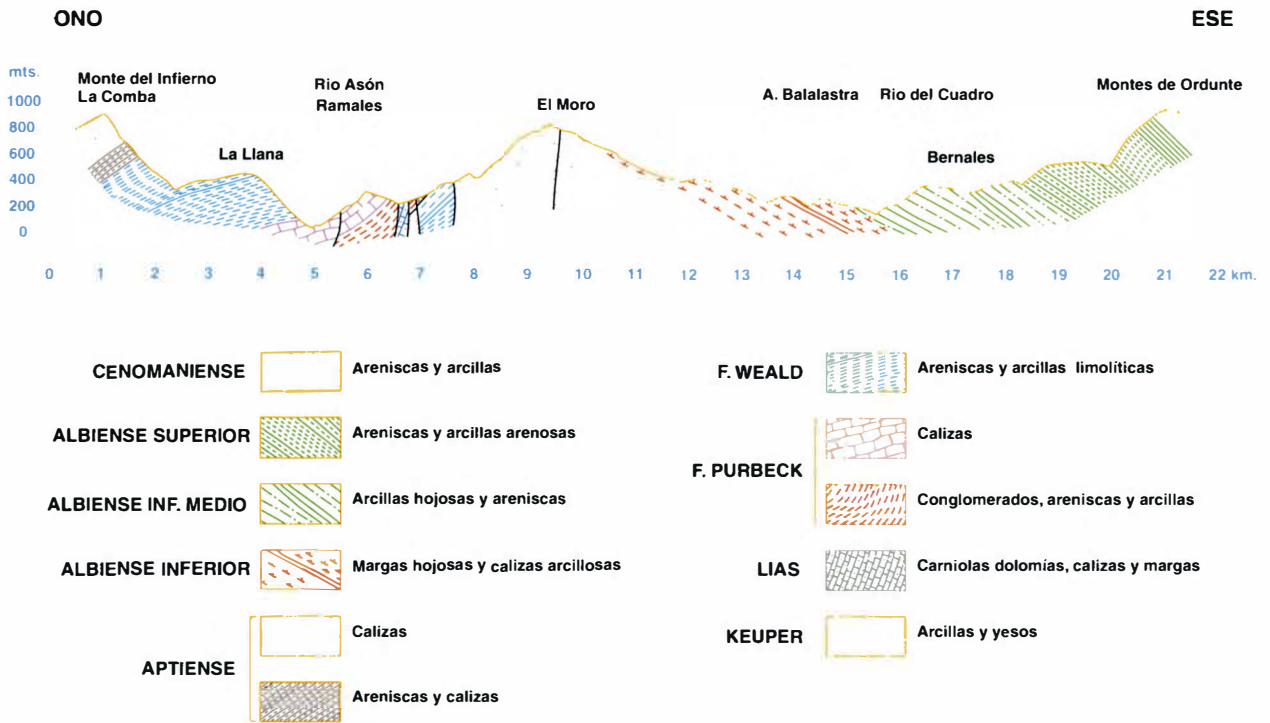 ONO
ESE
mts.
1000
800
600
400
200
0
Monte del Infierno
La Comba
La Llana
Rio Asón
Ramales
El Moro
A. Balalastra
Rio del Cuadro
Bernales
Montes de Ordunte
0 1 2 3 4 5 6 7 8 9 10 11 12 13 14 15 16 17 18 19 20 21 22 km.
CENOMANIENSE
Areniscas y arcillas
ALBIENSE SUPERIOR
Areniscas y arcillas arenosas
ALBIENSE INF. MEDIO
Arcillas hojosas y areniscas
ALBIENSE INFERIOR
Margas hojosas y calizas arcillosas
APTIENSE
Calizas
Areniscas y calizas
F. WEALD
Areniscas y arcillas limolíticas
F. PURBECK
Calizas
Conglomerados, areniscas y arcillas
LIAS
Carniolas dolomías, calizas y margas
KEUPER
Arcillas y yesos